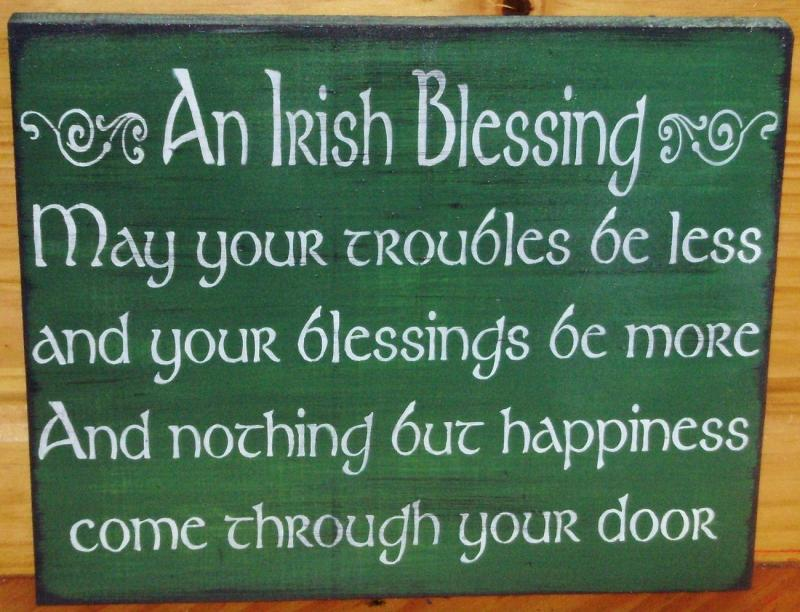 An Irish Blessing
May your troubles be less
and your blessings be more
And nothing but happiness
come through your door